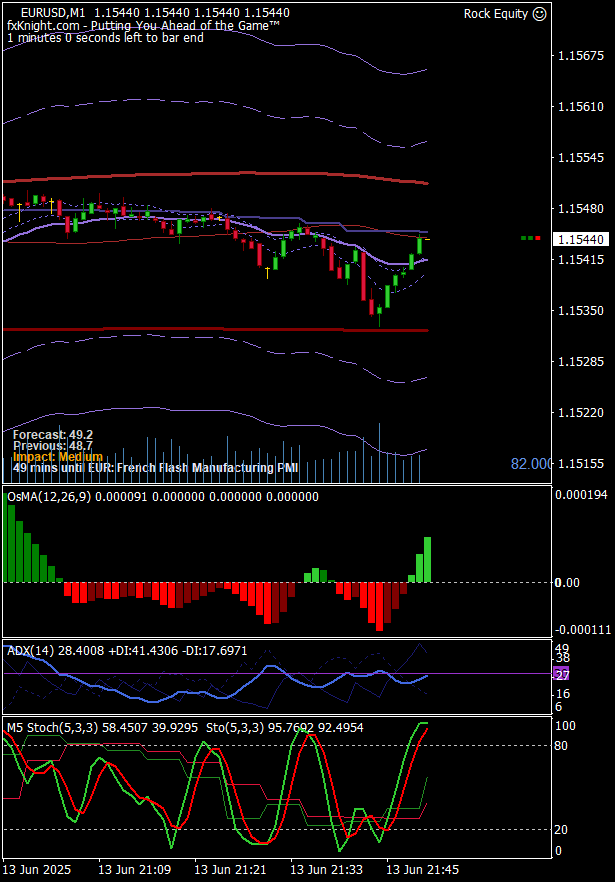 EURUSD,M1 1.15440 1.15440 1.15440 1.15440
Rock Equity ☺
fxKnight.com - Putting You Ahead of the Game™
1 minutes 0 seconds left to bar end
1.15675
1.15610
1.15545
1.15480
1.15440
1.15415
1.15350
1.15285
1.15220
1.15155
Forecast: 49.2
Previous: 48.7
Impact: Medium
49 mins until EUR: French Flash Manufacturing PMI
82.000
OsMA(12,26,9) 0.000091 0.000000 0.000000 0.000000
0.000194
0.00
-0.000111
ADX(14) 28.4008 +DI:41.4306 -DI:17.6971
49
38
27
16
6
M5 Stoch(5,3,3) 58.4507 39.9295 Sto(5,3,3) 95.7692 92.4954
100
80
20
0
13 Jun 2025 13 Jun 21:09 13 Jun 21:21 13 Jun 21:33 13 Jun 21:45